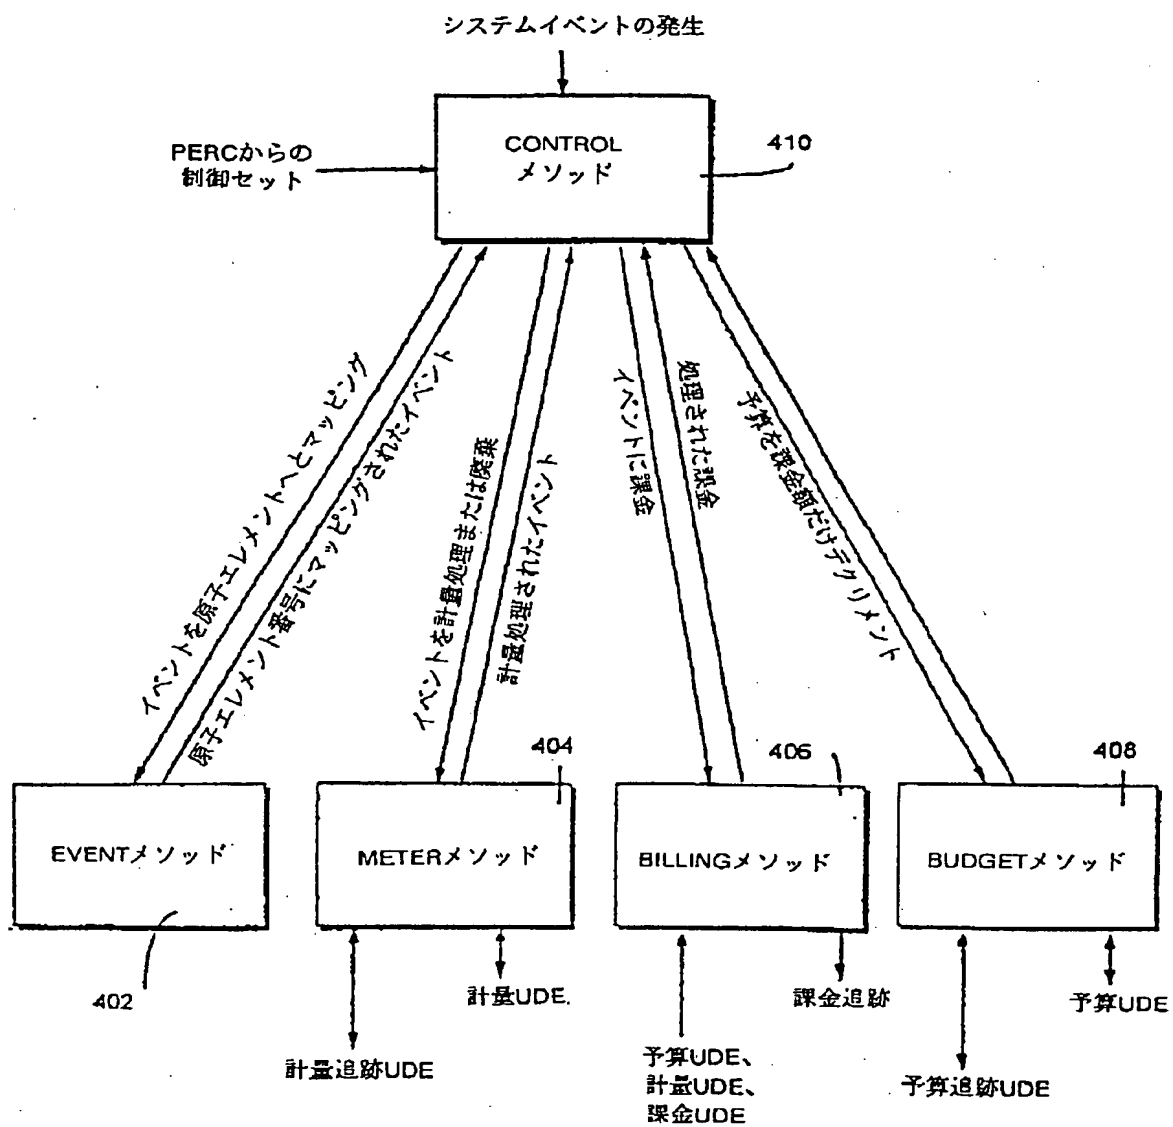 システムイベントの発生
PERCからの
制御セット
CONTROL
メソッド
410
イベントを原子エレメントへとマッピング
原子エレメント番号にマッピングされたイベント
イベントを計量処理または廃棄
計量処理されたイベント
イベントに課金
処理された課金
予算を課金額だけデクリメント
404
406
408
EVENTメソッド
METERメソッド
BILLINGメソッド
BUDGETメソッド
402
計量UDE.
課金追跡
予算UDE
計量追跡UDE
予算UDE、
計量UDE、
課金UDE
予算追跡UDE